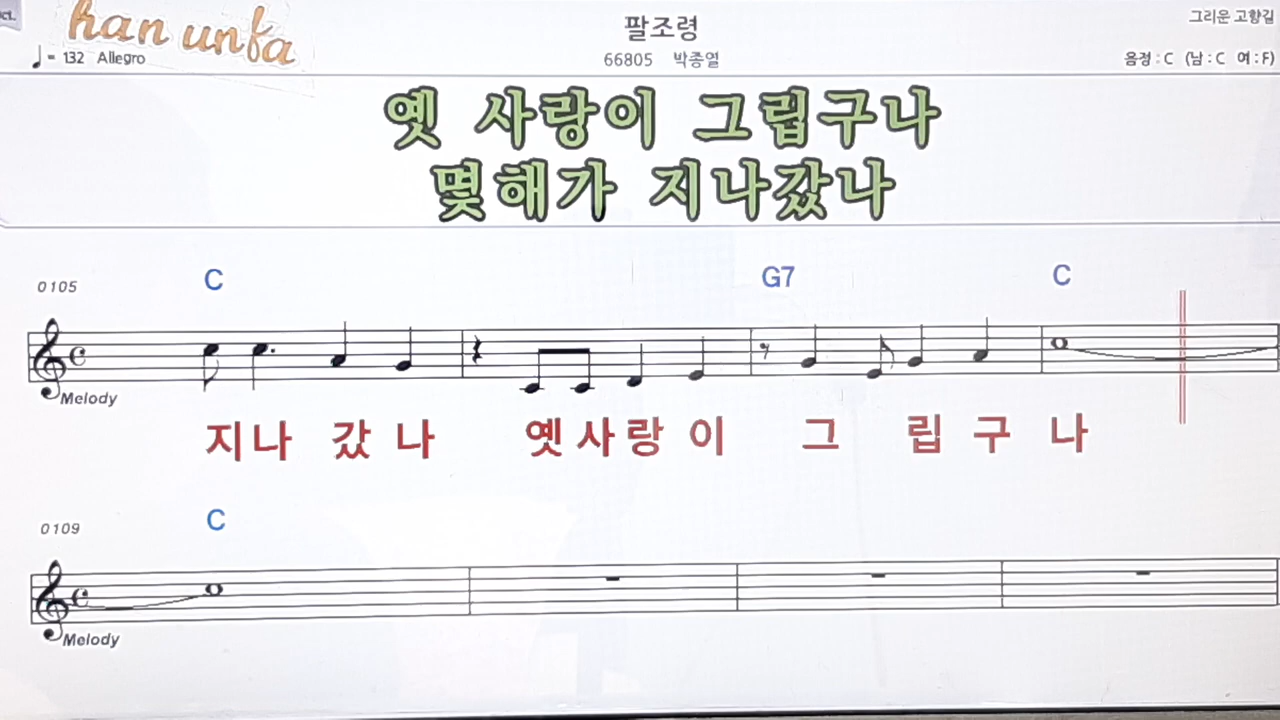 ct.
han unfa
팔조령
그리운 고향길
♩= 132 Allegro
66805 박종열
음정 : C (남 : C 여 : F)
옛 사랑이 그립구나
몇해가 지나갔나
0105
C G7 C
Melody
지나 갔 나 옛사랑 이 그 립 구 나
0109
C
Melody